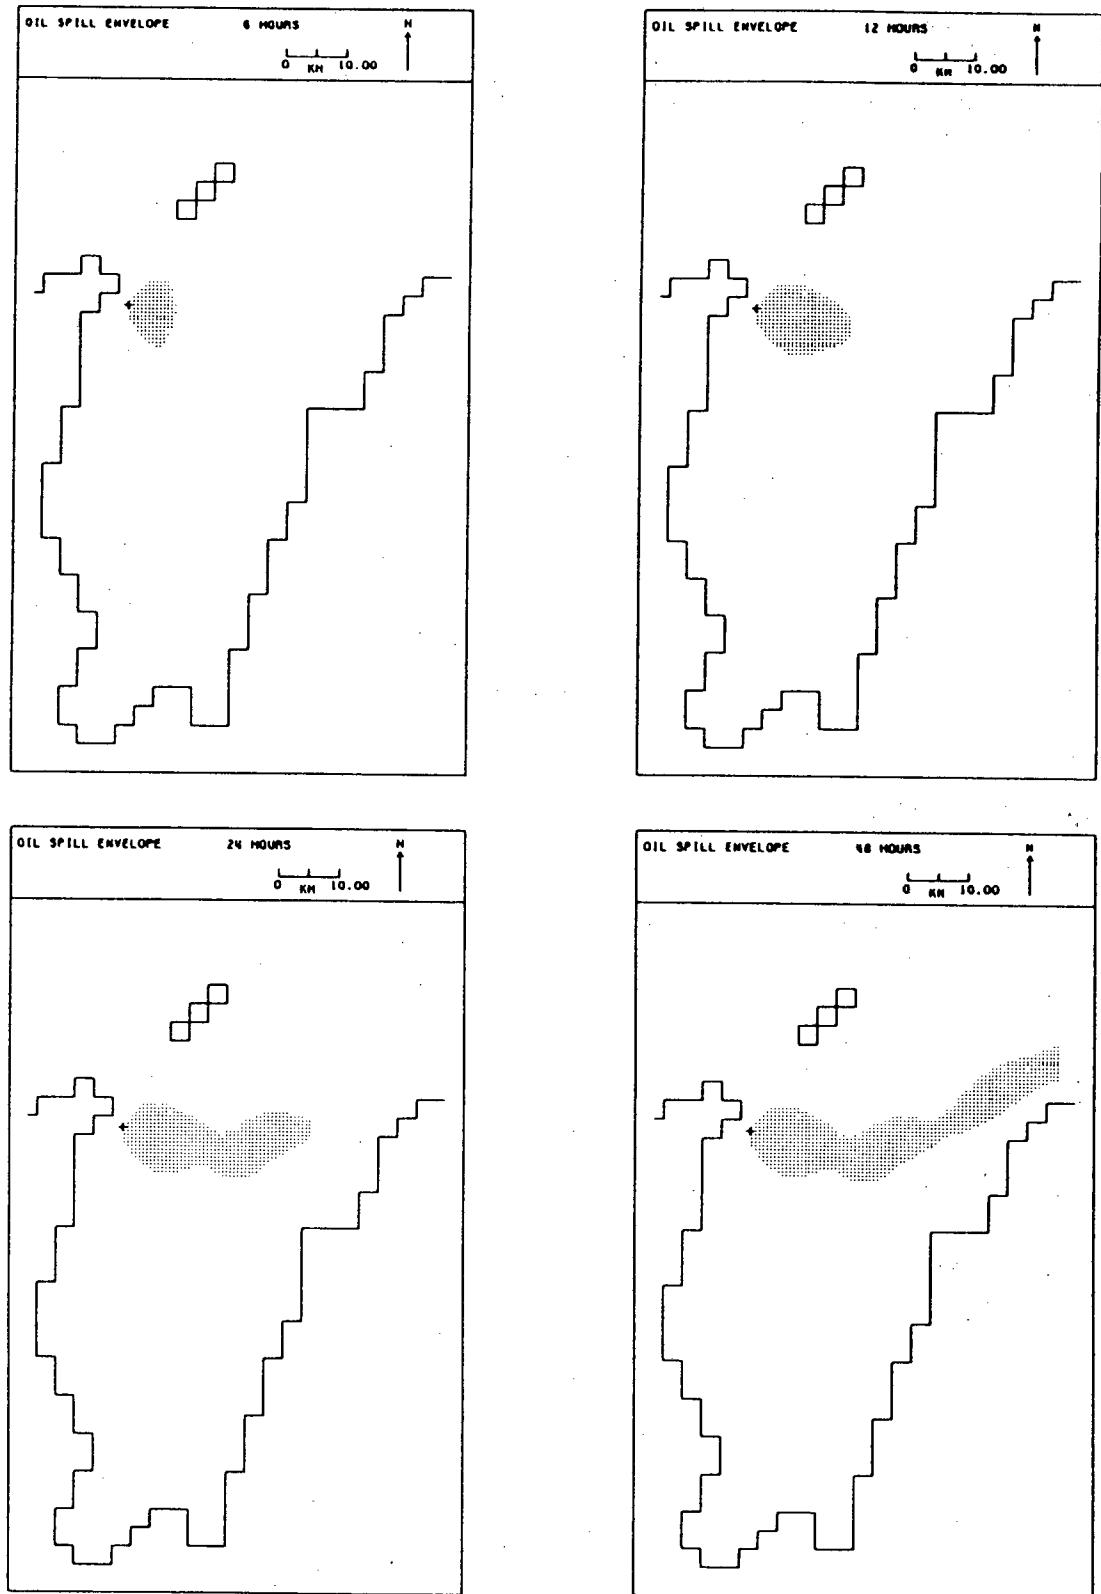 OIL SPILL ENVELOPE 6 HOURS N
0 KM 10.00
OIL SPILL ENVELOPE 12 HOURS N
0 KM 10.00
OIL SPILL ENVELOPE 24 HOURS N
0 KM 10.00
OIL SPILL ENVELOPE 48 HOURS N
0 KM 10.00